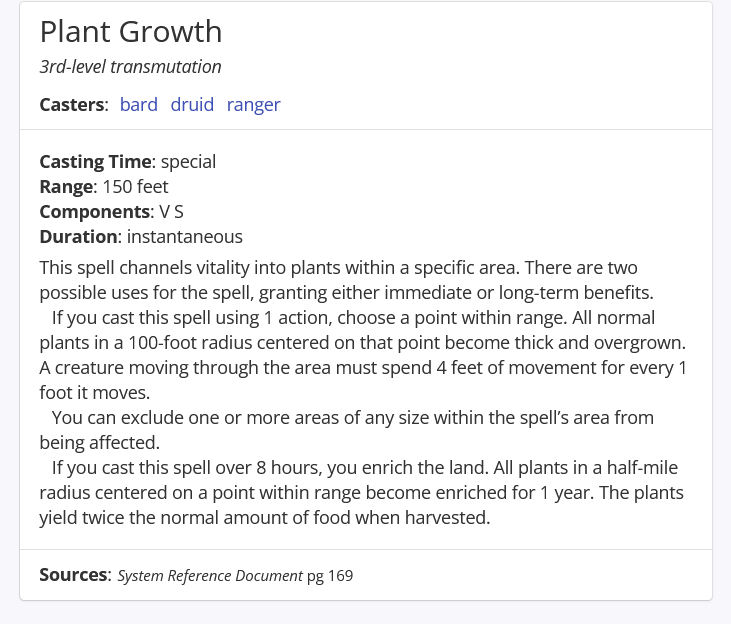 Plant Growth
3rd-level transmutation
Casters: bard druid ranger
Casting Time: special
Range: 150 feet
Components: V S
Duration: instantaneous
This spell channels vitality into plants within a specific area. There are two
possible uses for the spell, granting either immediate or long-term benefits.
If you cast this spell using 1 action, choose a point within range. All normal
plants in a 100-foot radius centered on that point become thick and overgrown.
A creature moving through the area must spend 4 feet of movement for every 1
foot it moves.
You can exclude one or more areas of any size within the spell’s area from
being affected.
If you cast this spell over 8 hours, you enrich the land. All plants in a half-mile
radius centered on a point within range become enriched for 1 year. The plants
yield twice the normal amount of food when harvested.
Sources: System Reference Document pg 169